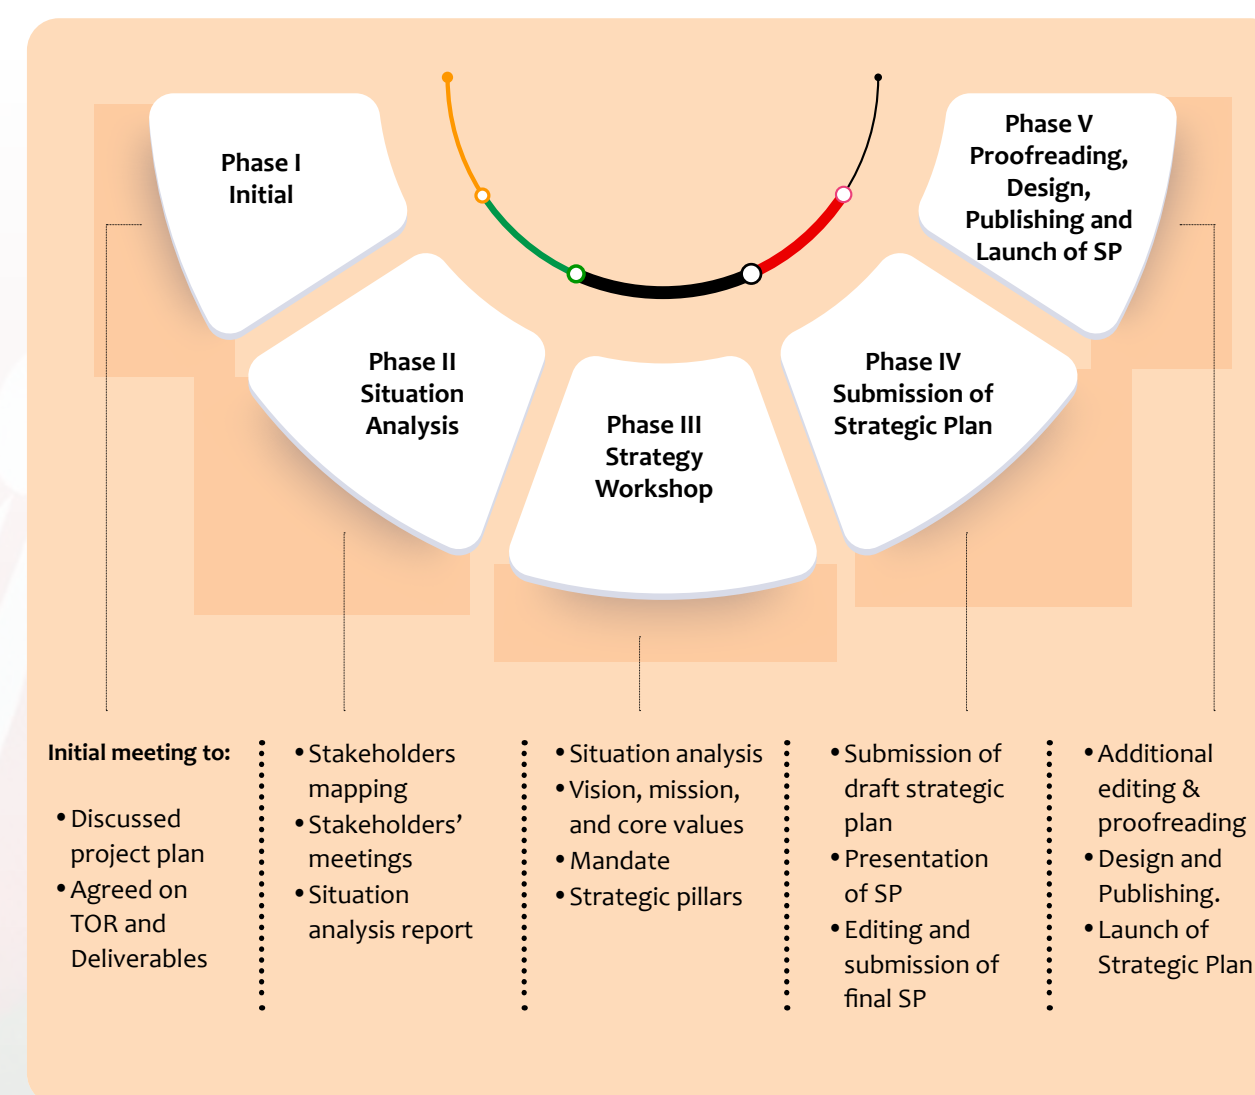 Phase I
Initial
Phase II
Situation
Analysis
Phase III
Strategy
Workshop
Phase IV
Submission of
Strategic Plan
Phase V
Proofreading,
Design,
Publishing and
Launch of SP
Initial meeting to:
• Discussed
project plan
• Agreed on
TOR and
Deliverables
• Stakeholders
mapping
• Stakeholders’
meetings
• Situation
analysis report
• Situation analysis
• Vision, mission,
and core values
• Mandate
• Strategic pillars
• Submission of
draft strategic
plan
• Presentation
of SP
• Editing and
submission of
final SP
• Additional
editing &
proofreading
• Design and
Publishing.
• Launch of
Strategic Plan